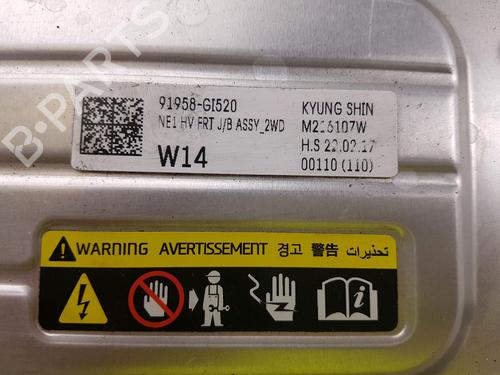 91958-GI520
NE1 HV FRT J/B ASSY_2WD
W14
KYUNG SHIN
M216107W
H.S 22.02.17
00110 (110)
WARNING AVERTISSEMENT 경고 警告 تحذيرات